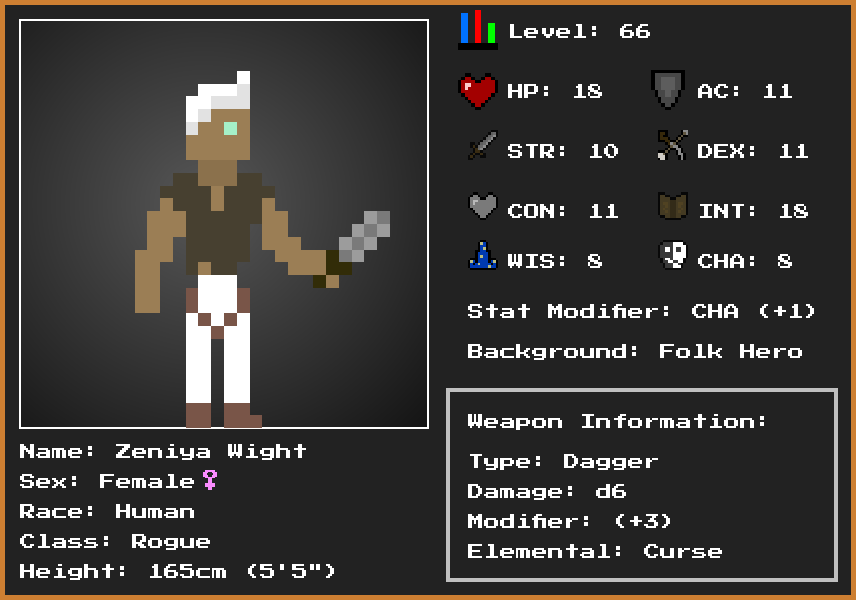 Level: 66
HP: 18 AC: 11
STR: 10 DEX: 11
CON: 11 INT: 18
WIS: 8 CHA: 8
Stat Modifier: CHA (+1)
Background: Folk Hero
Weapon Information:
Type: Dagger
Damage: d6
Modifier: (+3)
Elemental: Curse
Name: Zeniya Wight
Sex: Female♀
Race: Human
Class: Rogue
Height: 165cm (5'5")